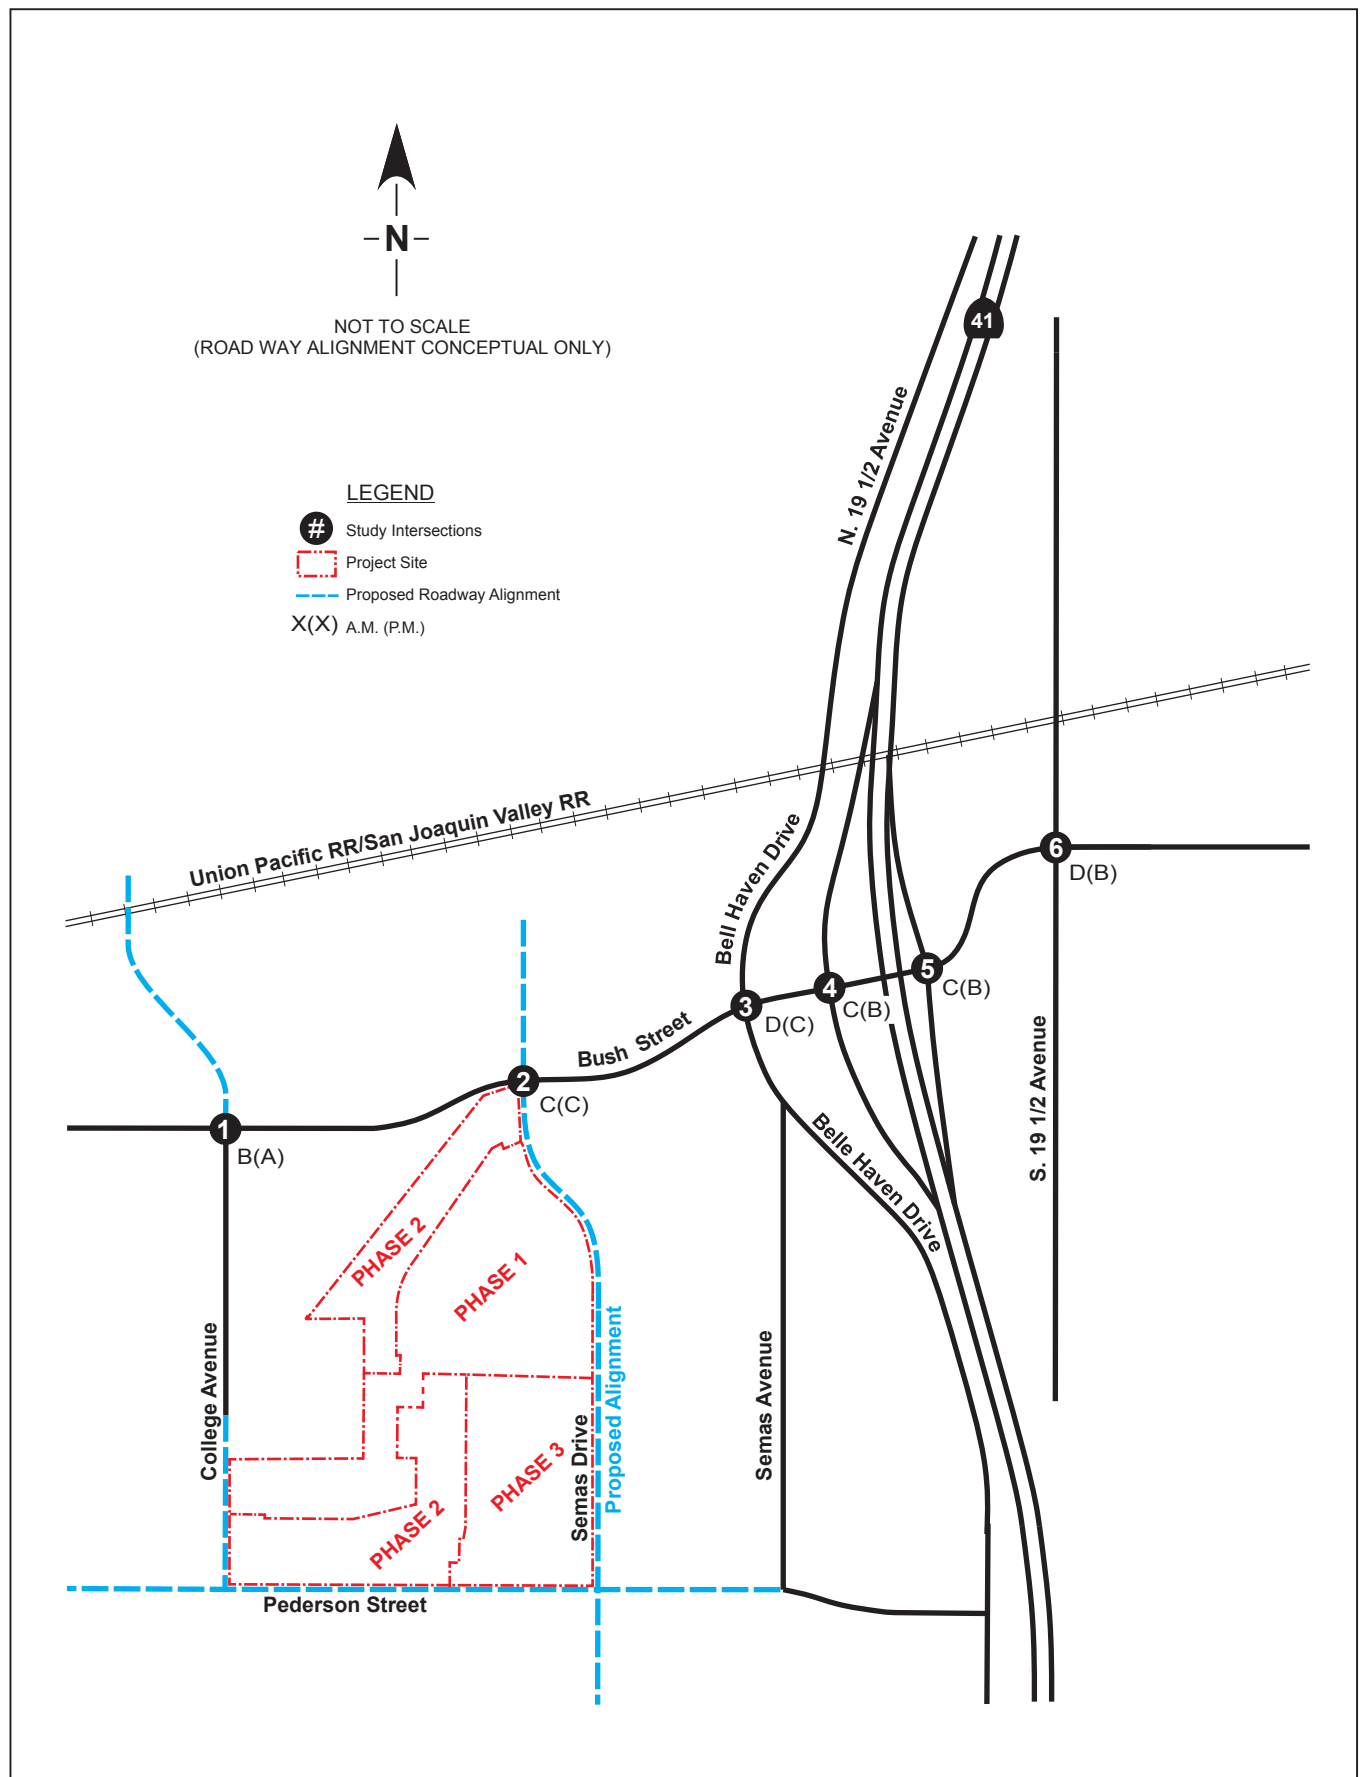 N
NOT TO SCALE
(ROAD WAY ALIGNMENT CONCEPTUAL ONLY)
41
N. 19 1/2 Avenue
LEGEND
# Study Intersections
Project Site
Proposed Roadway Alignment
X(X) A.M. (P.M.)
Union Pacific RR/San Joaquin Valley RR
Bell Haven Drive
6
D(B)
5
C(B)
4
C(B)
3
D(C)
Bush Street
2
C(C)
1
B(A)
S. 19 1/2 Avenue
Belle Haven Drive
PHASE 2
PHASE 1
College Avenue
Semas Drive
Proposed Alignment
Semas Avenue
PHASE 3
PHASE 2
Pederson Street